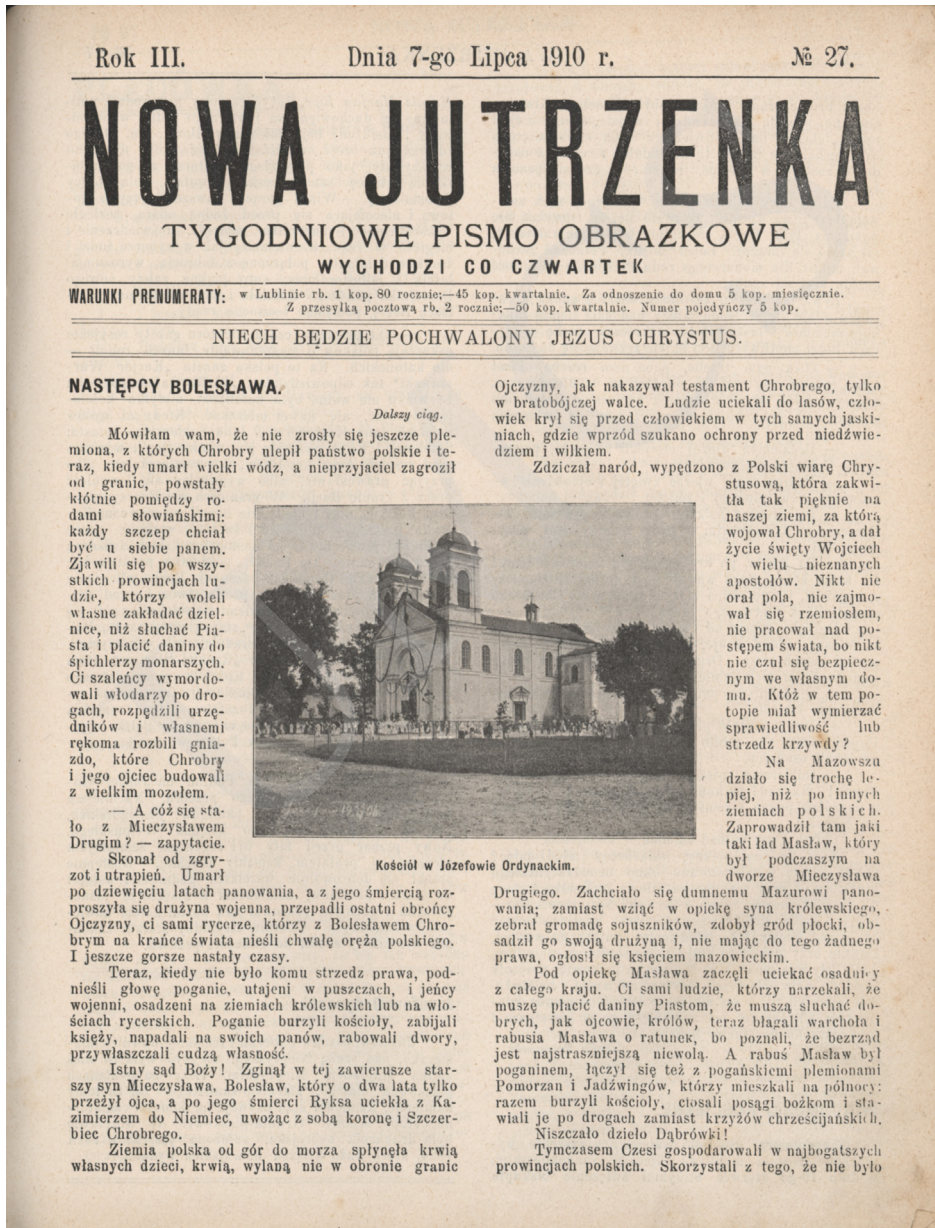 Rok III.
Dnia 7-go Lipca 1910 r.
№ 27.
NOWA JUTRZENKA
TYGODNIOWE PISMO OBRAZKOWE
WYCHODZI CO CZWARTEK
WARUNKI PRENUMERATY: w Lublinie rb. 1 kop. 80 rocznie;—45 kop. kwartalnie. Za odnoszenie do domu 5 kop. miesięcznie.
Z przesyłką pocztową rb. 2 rocznie;—50 kop. kwartalnie. Numer pojedyńczy 5 kop.
NIECH BĘDZIE POCHWALONY JEZUS CHRYSTUS.
NASTĘPCY BOLESŁAWA.
Dalszy ciąg.
Mówiłam wam, że nie zrosły się jeszcze ple-
miona, z których Chrobry ulepił państwo polskie i te-
raz, kiedy umarł wielki wódz, a nieprzyjaciel zagroził
od granic, powstały
kłótnie pomiędzy ro-
dami słowiańskimi:
każdy szczep chciał
być u siebie panem.
Zjawili się po wszy-
stkich prowincjach lu-
dzie, którzy woleli
własne zakładać dziel-
nice, niż słuchać Pia-
sta i płacić daniny do
śpichlerzy monarszych.
Ci szaleńcy wymordo-
wali włodarzy po dro-
gach, rozpędzili urzę-
dników i własnemi
rękoma rozbili gnia-
zdo, które Chrobry
i jego ojciec budowali
z wielkim mozołem.
— A cóż się sta-
ło z Mieczysławem
Drugim? — zapytacie.
Skonał od zgry-
zot i utrapień. Umarł
po dziewięciu latach panowania, a z jego śmiercią roz-
proszyła się drużyna wojenna, przepadli ostatni obrońcy
Ojczyzny, ci sami rycerze, którzy z Bolesławem Chro-
brym na krańce świata nieśli chwałę oręża polskiego.
I jeszcze gorsze nastały czasy.
Teraz, kiedy nie było komu strzedz prawa, pod-
nieśli głowę poganie, utajeni w puszczach, i jeńcy
wojenni, osadzeni na ziemiach królewskich lub na wło-
ściach rycerskich. Poganie burzyli kościoły, zabijali
księży, napadali na swoich panów, rabowali dwory,
przywłaszczali cudzą własność.
Istny sąd Boży! Zginął w tej zawierusze star-
szy syn Mieczysława, Bolesław, który o dwa lata tylko
przeżył ojca, a po jego śmierci Ryksa uciekła z Ka-
zimierzem do Niemiec, uwożąc z sobą koronę i Szczer-
biec Chrobrego.
Ziemia polska od gór do morza spłynęła krwią
własnych dzieci, krwią, wylaną nie w obronie granic
Kościół w Józefowie Ordynackim.
Ojczyzny, jak nakazywał testament Chrobrego, tylko
w bratobójczej walce. Ludzie uciekali do lasów, czło-
wiek krył się przed człowiekiem w tych samych jaski-
niach, gdzie wprzód szukano ochrony przed niedźwie-
dziem i wilkiem.
Zdziczał naród, wypędzono z Polski wiarę Chry-
stusową, która zakwi-
tła tak pięknie na
naszej ziemi, za którą
wojował Chrobry, a dał
życie święty Wojciech
i wielu nieznanych
apostołów. Nikt nie
orał pola, nie zajmo-
wał się rzemiosłem,
nie pracował nad po-
stępem świata, bo nikt
nie czuł się bezpiecz-
nym we własnym do-
mu. Któż w tem po-
topie miał wymierzać
sprawiedliwość lub
strzedz krzywdy?
Na Mazowszu
działo się trochę le-
piej, niż po innych
ziemiach polskich.
Zaprowadził tam jaki
taki ład Masław, który
był podczaszym na
dworze Mieczysława
Drugiego. Zachciało się dumnemu Mazurowi pano-
wania; zamiast wziąć w opiekę syna królewskiego,
zebrał gromadę sojuszników, zdobył gród płocki, ob-
sadził go swoją drużyną i, nie mając do tego żadnego
prawa, ogłosił się księciem mazowieckim.
Pod opiekę Masława zaczęli uciekać osadnicy
z całego kraju. Ci sami ludzie, którzy narzekali, że
muszę płacić daniny Piastom, że muszą słuchać do-
brych, jak ojcowie, królów, teraz błagali warchoła i
rabusia Masława o ratunek, bo poznali, że bezrząd
jest najstraszniejszą niewolą. A rabuś Masław był
poganinem, łączył się też z pogańskiemi plemionami
Pomorzan i Jadźwingów, którzy mieszkali na północy:
razem burzyli kościoły, ciosali posągi bożkom i sta-
wiali je po drogach zamiast krzyżów chrześcijańskich.
Niszczało dzieło Dąbrówki!
Tymczasem Czesi gospodarowali w najbogatszych
prowincjach polskich. Skorzystali z tego, że nie było